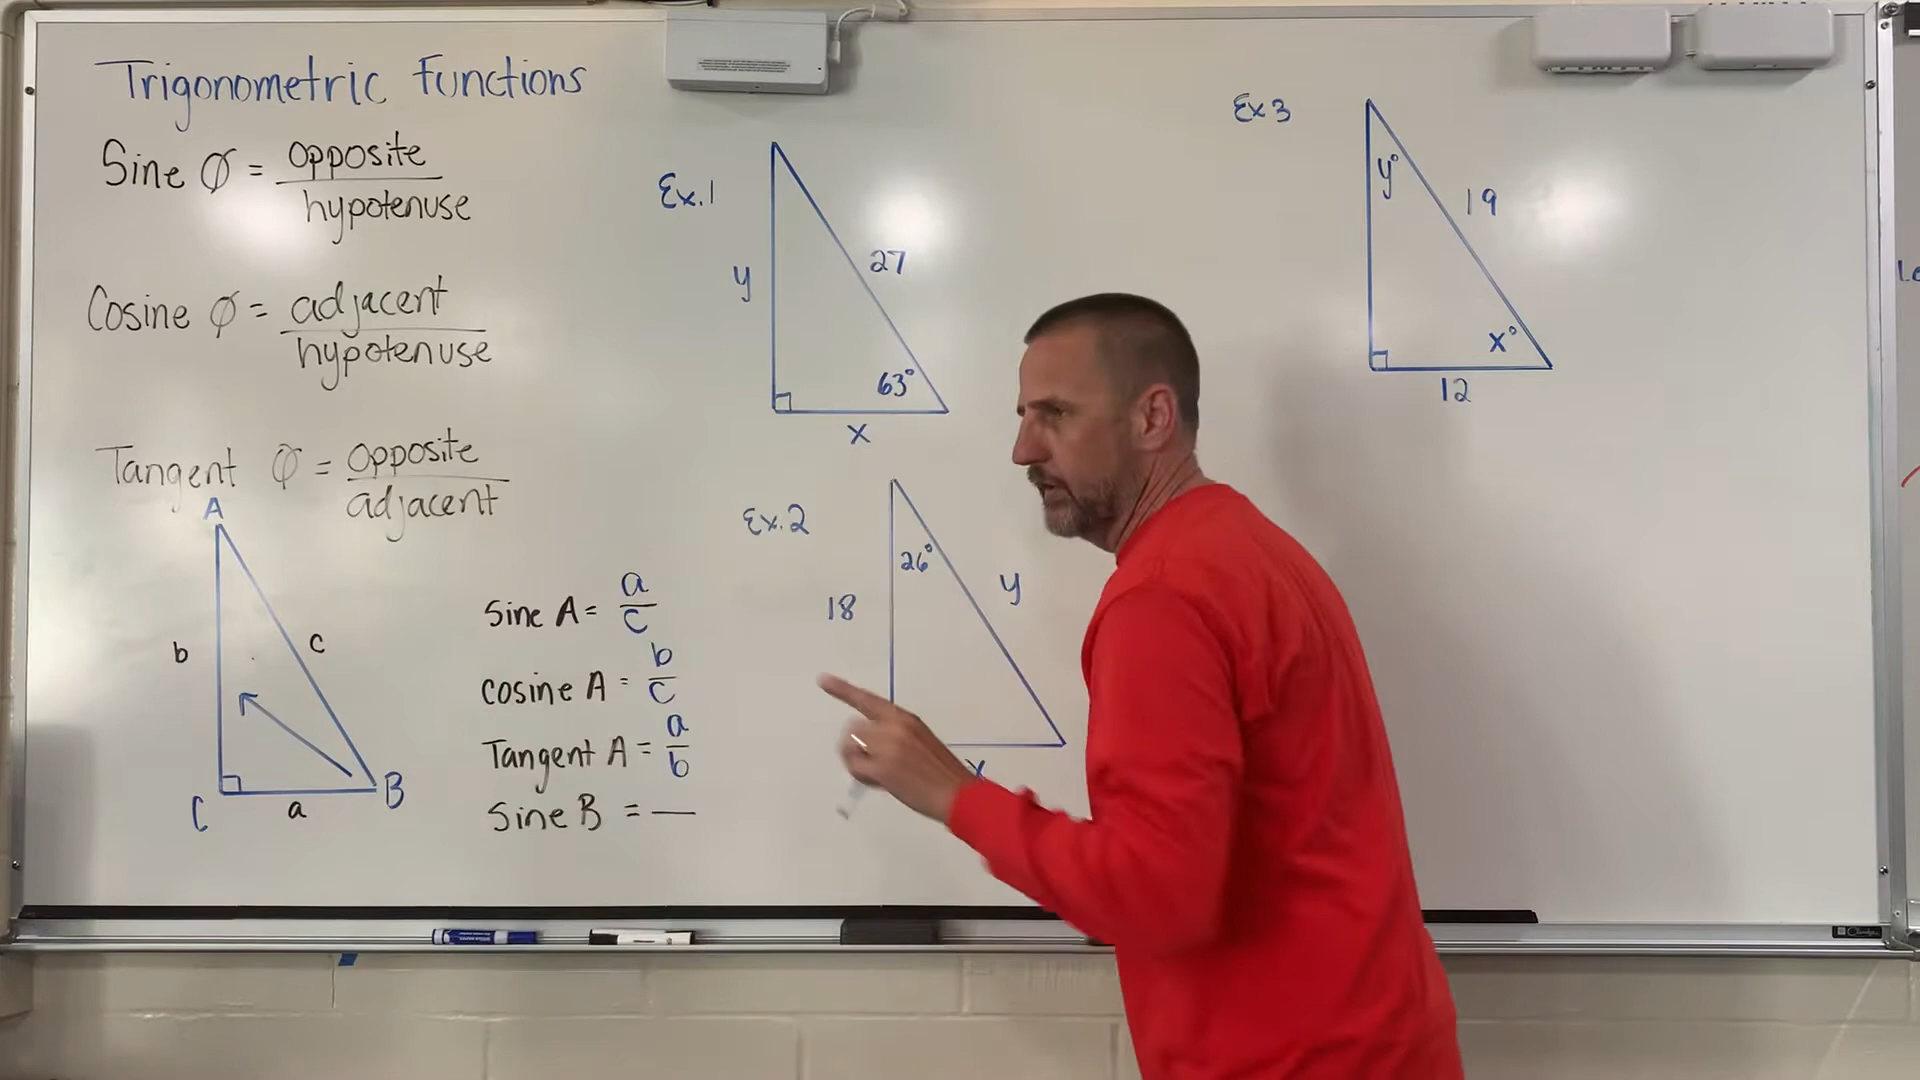 Trigonometric Functions
Sine Ø = opposite
hypotenuse
Cosine Ø = adjacent
hypotenuse
Tangent Ø = opposite
adjacent
A
b
c
C
a
B
Sine A = a
c
Cosine A = b
c
Tangent A = a
b
Sine B = —
Ex.1
y
27
63°
x
Ex.2
26°
18
y
x
Ex 3
y°
19
x°
12